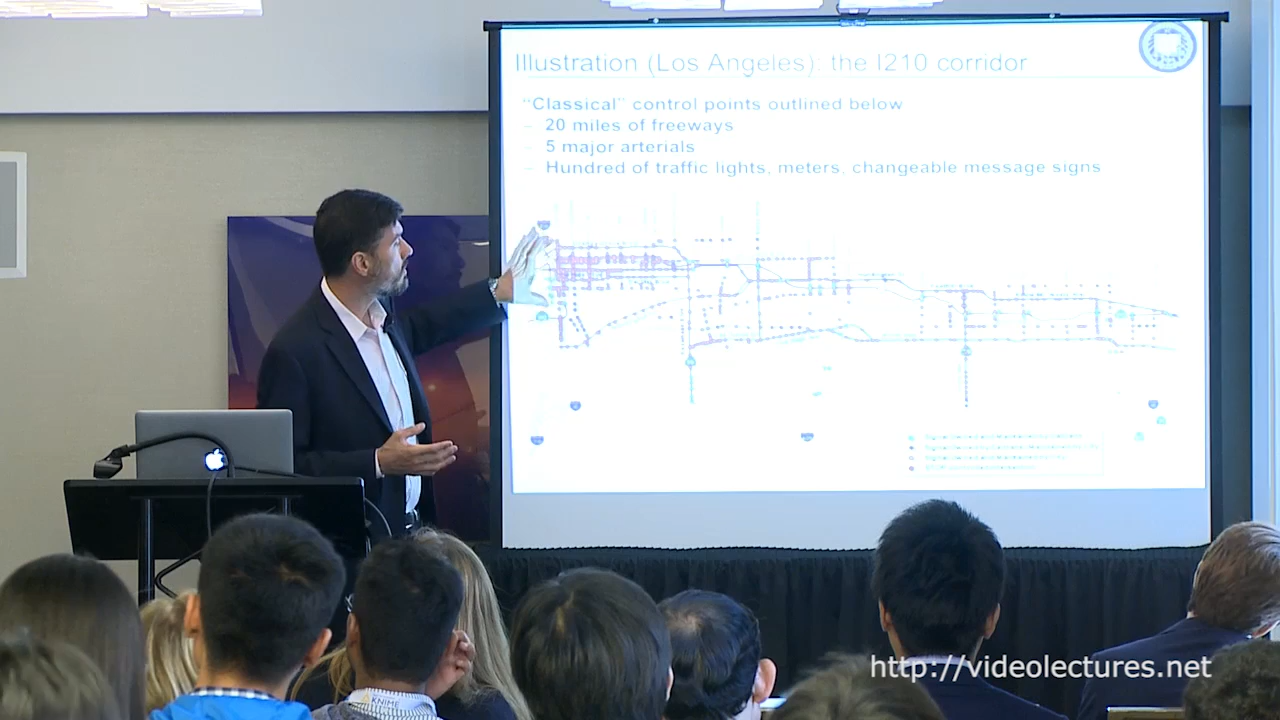 Illustration (Los Angeles): the I210 corridor
“Classical” control points outlined below
– 20 miles of freeways
– 5 major arterials
– Hundred of traffic lights, meters, changeable message signs
KNIME
http://videolectures.net